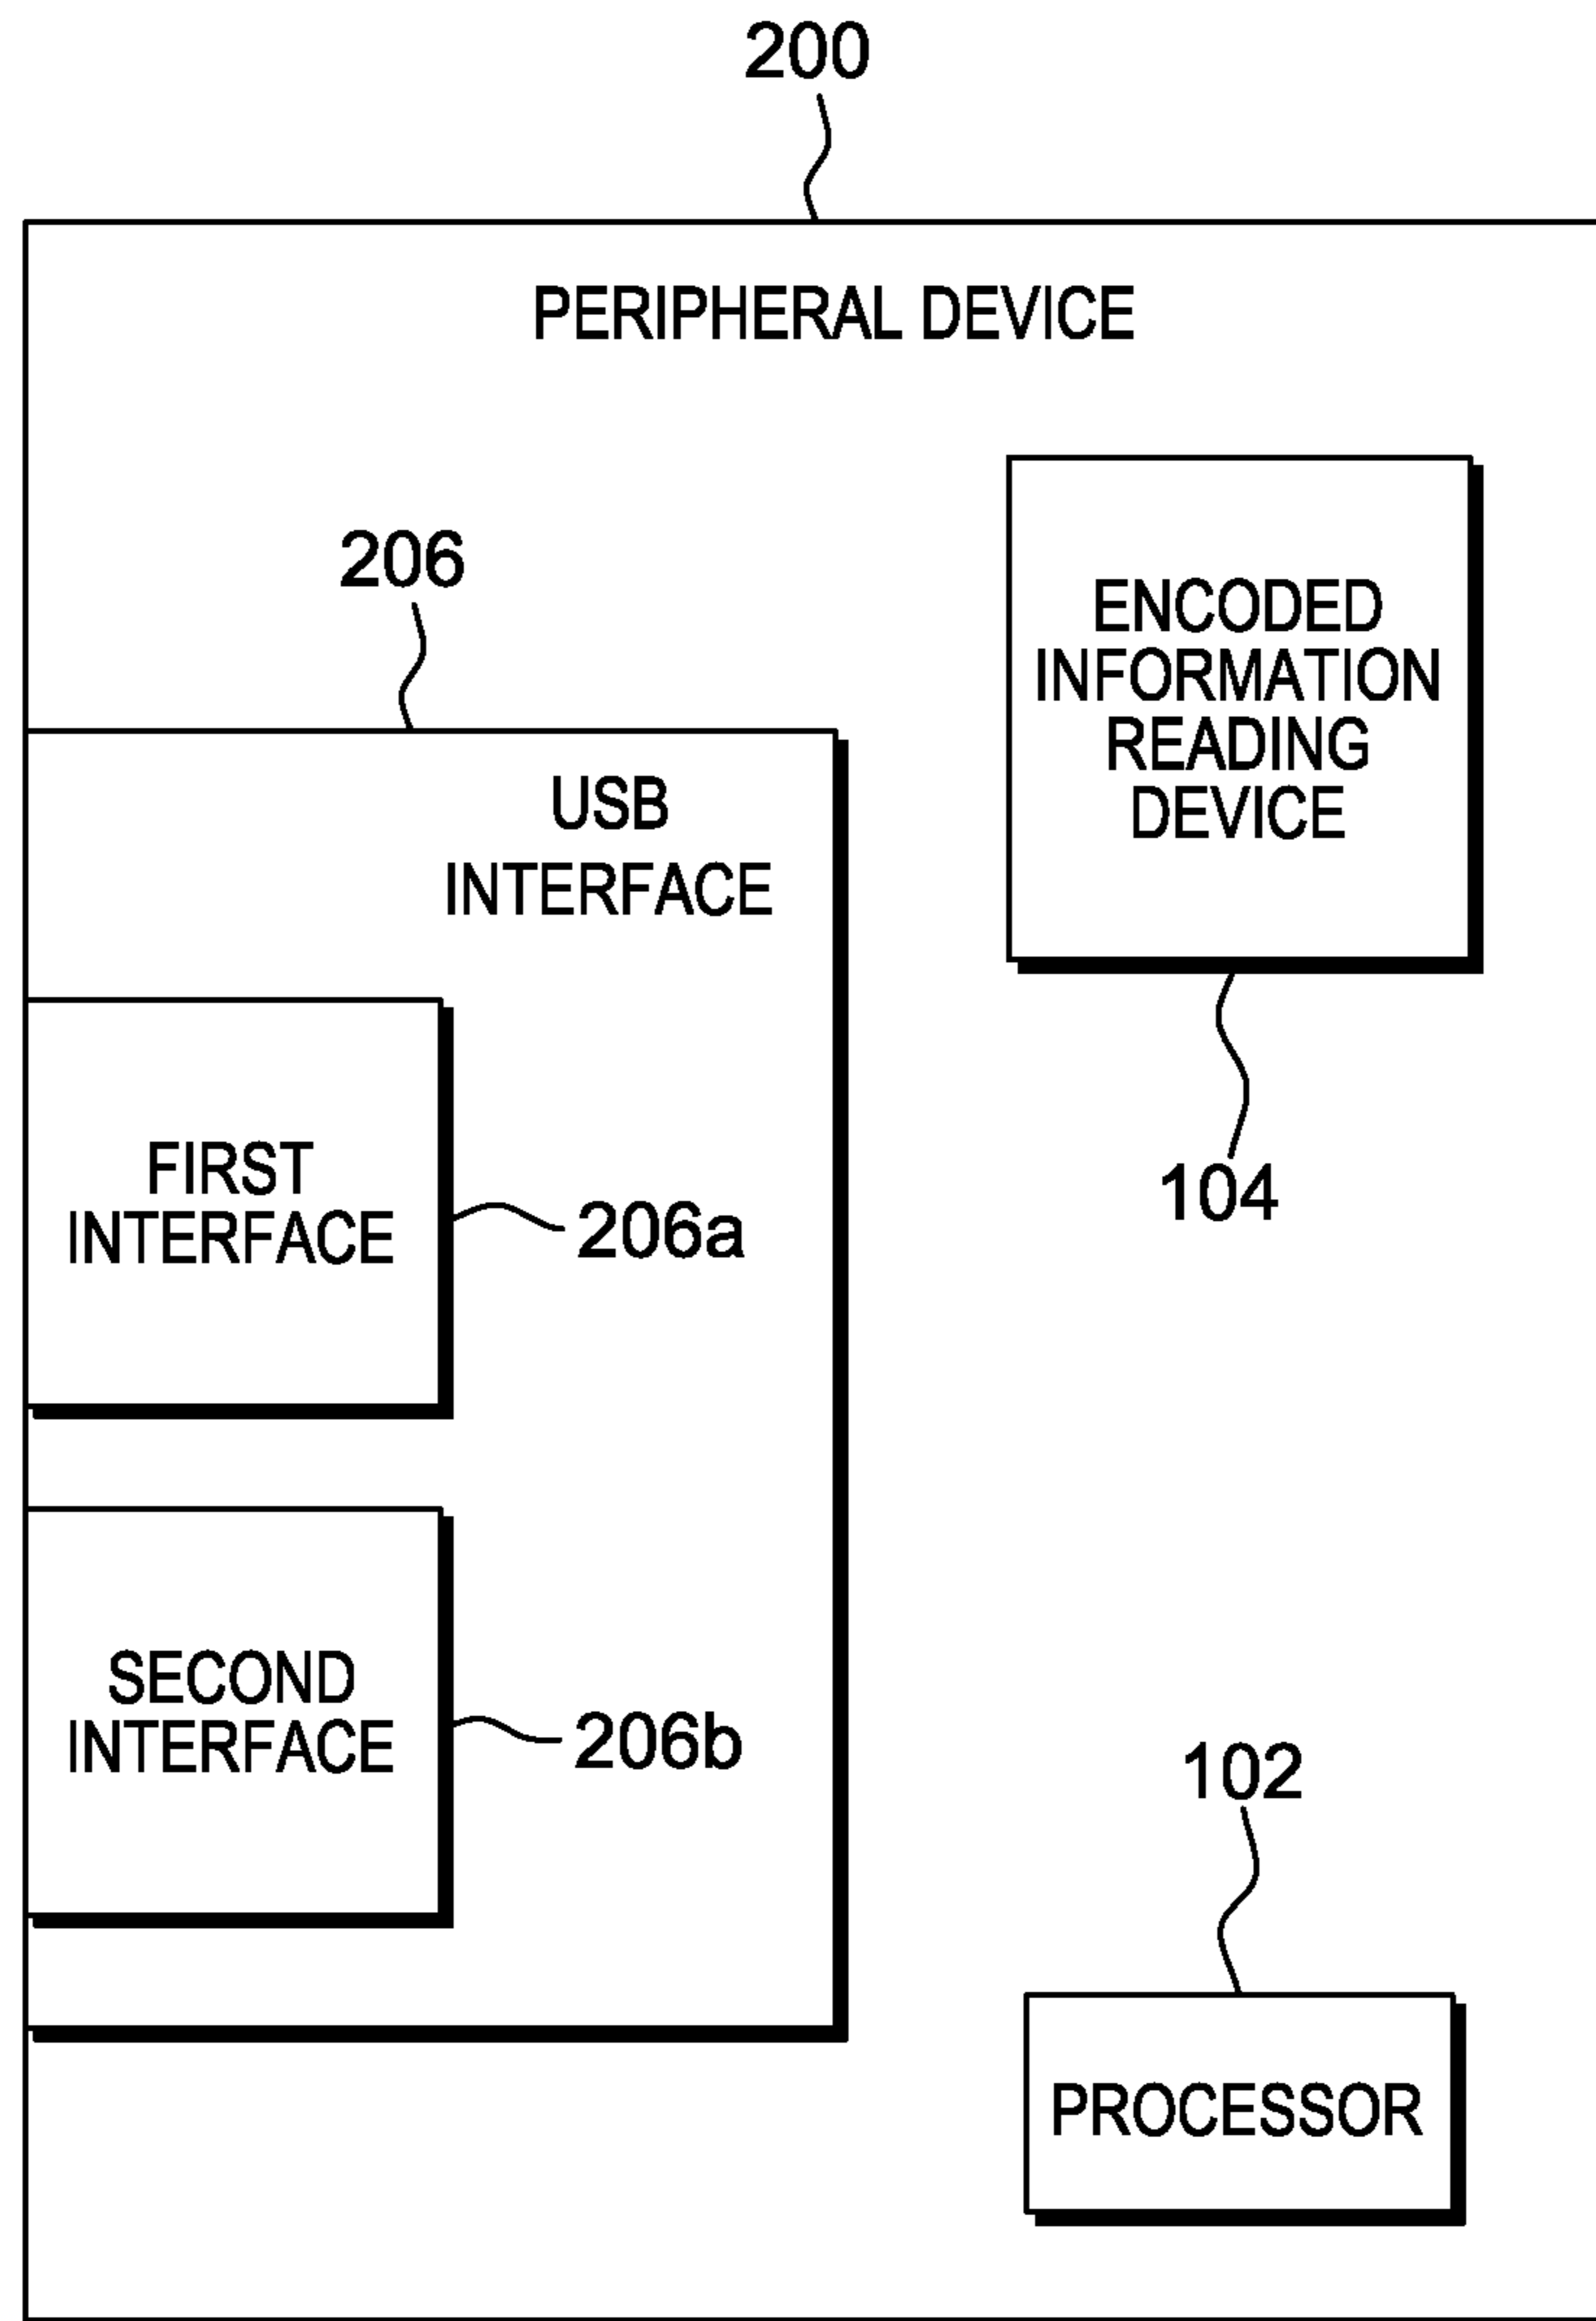 200
PERIPHERAL DEVICE
206
USB
INTERFACE
ENCODED
INFORMATION
READING
DEVICE
104
FIRST
INTERFACE
206a
SECOND
INTERFACE
206b
102
PROCESSOR